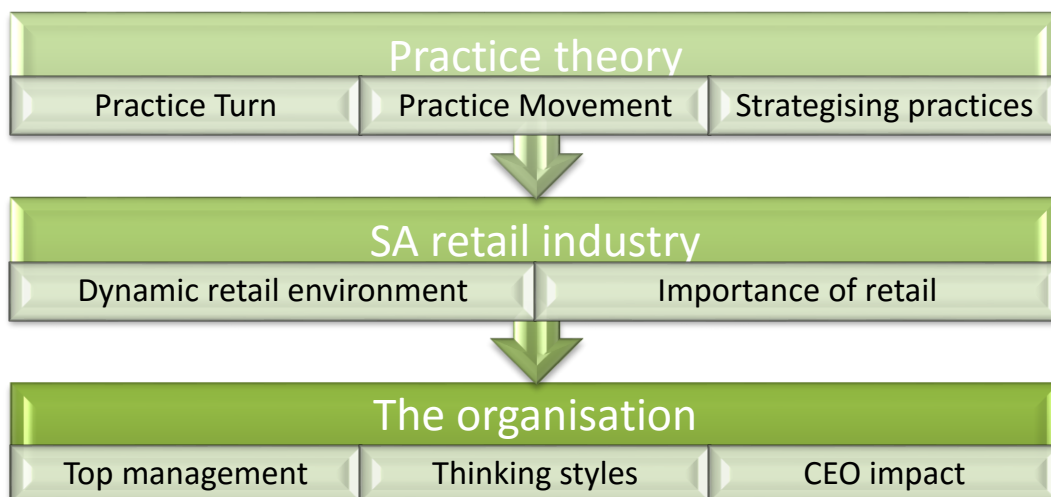 Practice theory
Practice Turn
Practice Movement
Strategising practices
SA retail industry
Dynamic retail environment
Importance of retail
The organisation
Top management
Thinking styles
CEO impact